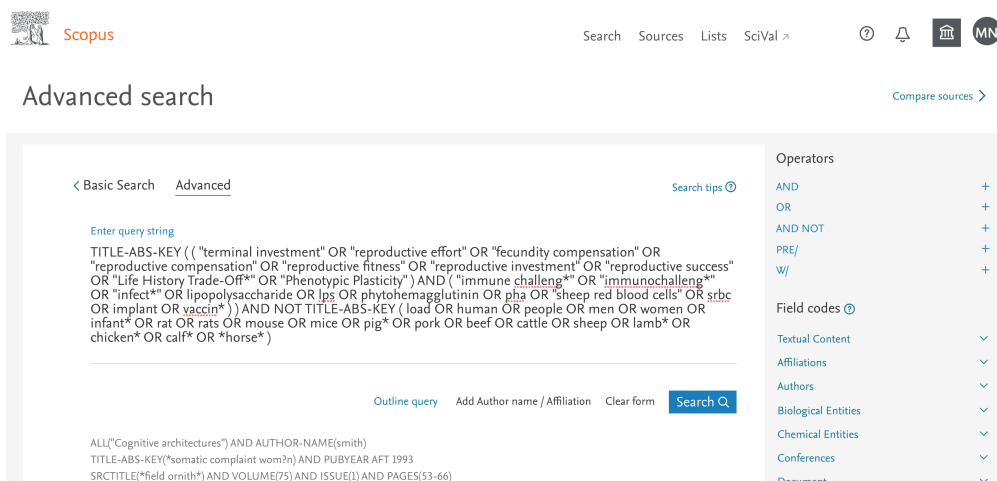 Scopus
Search Sources Lists SciVal ↗
MN
Advanced search
Compare sources
Basic Search Advanced
Search tips
Enter query string
TITLE-ABS-KEY ( ( "terminal investment" OR "reproductive effort" OR "fecundity compensation" OR
"reproductive compensation" OR "reproductive fitness" OR "reproductive investment" OR "reproductive success"
OR "Life History Trade-Off*" OR "Phenotypic Plasticity" ) AND ( "immune challeng*" OR "immunochalleng*"
OR "infect*" OR lipopolysaccharide OR lps OR phytohemagglutinin OR pha OR "sheep red blood cells" OR srbc
OR implant OR vaccin* ) ) AND NOT TITLE-ABS-KEY ( load OR human OR people OR men OR women OR
infant* OR rat OR rats OR mouse OR mice OR pig* OR pork OR beef OR cattle OR sheep OR lamb* OR
chicken* OR calf* OR *horse* )
Outline query Add Author name / Affiliation Clear form Search
ALL("Cognitive architectures") AND AUTHOR-NAME(smith)
TITLE-ABS-KEY(*somatic complaint wom?n) AND PUBYEAR AFT 1993
SRCTITLE(*field ornith*) AND VOLUME(75) AND ISSUE(1) AND PAGES(53-66)
Operators
AND +
OR +
AND NOT +
PRE/ +
W/ +
Field codes
Textual Content
Affiliations
Authors
Biological Entities
Chemical Entities
Conferences